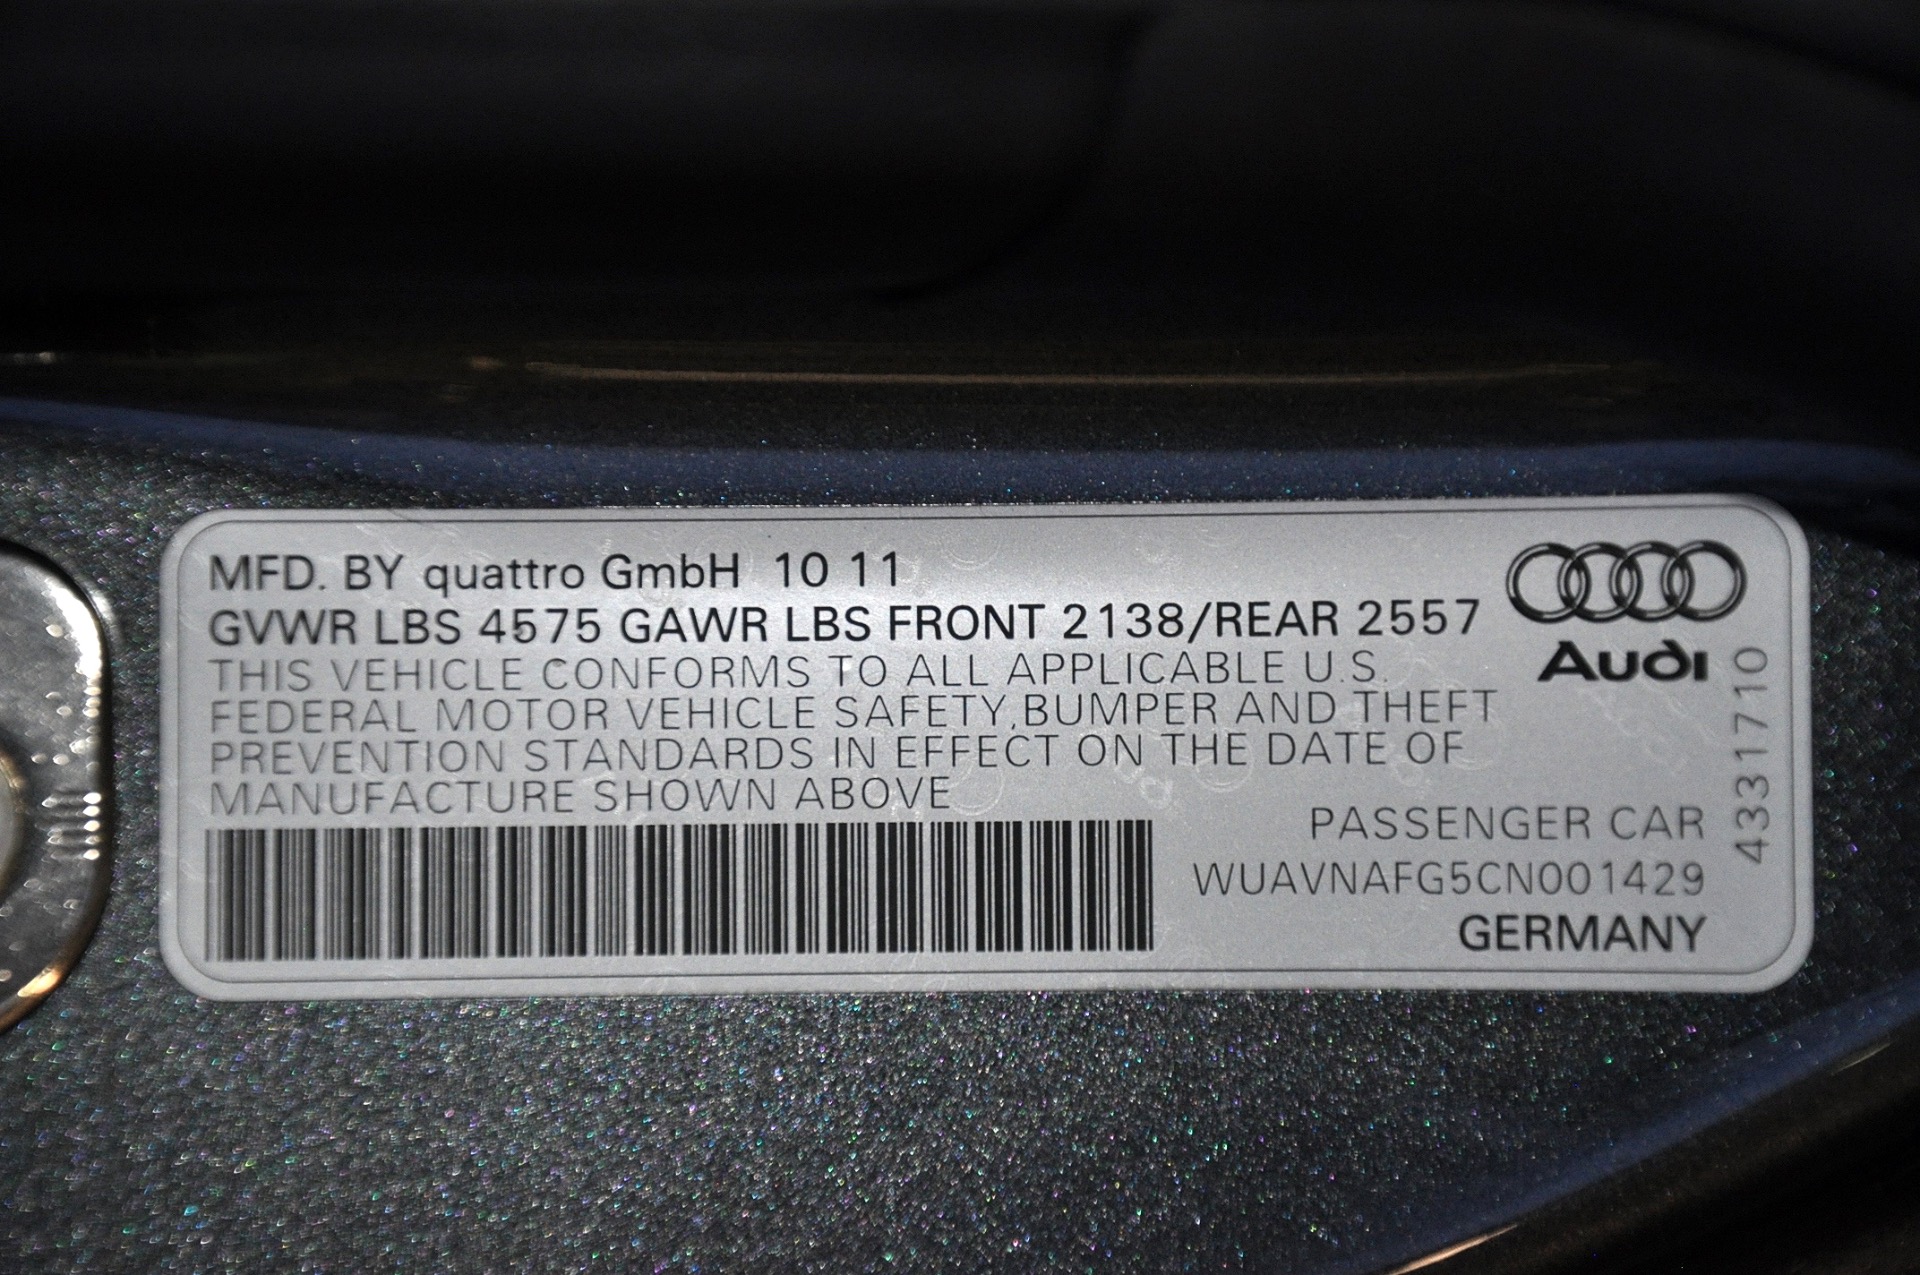 MFD. BY quattro GmbH 10 11
GVWR LBS 4575 GAWR LBS FRONT 2138/REAR 2557
THIS VEHICLE CONFORMS TO ALL APPLICABLE U.S.
FEDERAL MOTOR VEHICLE SAFETY,BUMPER AND THEFT
PREVENTION STANDARDS IN EFFECT ON THE DATE OF
MANUFACTURE SHOWN ABOVE
Audi
PASSENGER CAR
WUAVNAFG5CN001429
GERMANY
4331710